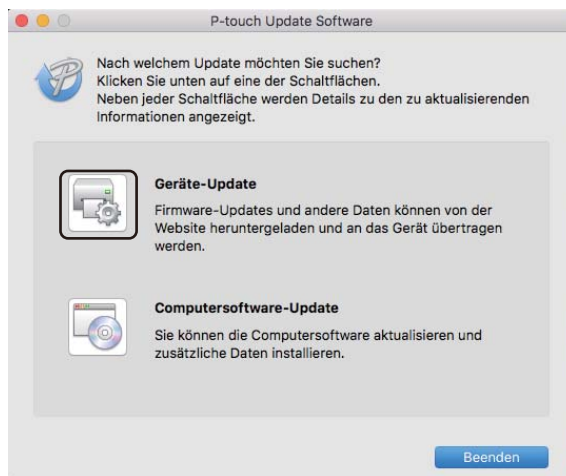 P-touch Update Software
Nach welchem Update möchten Sie suchen?
Klicken Sie unten auf eine der Schaltflächen.
Neben jeder Schaltfläche werden Details zu den zu aktualisierenden
Informationen angezeigt.
Geräte-Update
Firmware-Updates und andere Daten können von der
Website heruntergeladen und an das Gerät übertragen
werden.
Computersoftware-Update
Sie können die Computersoftware aktualisieren und
zusätzliche Daten installieren.
Beenden